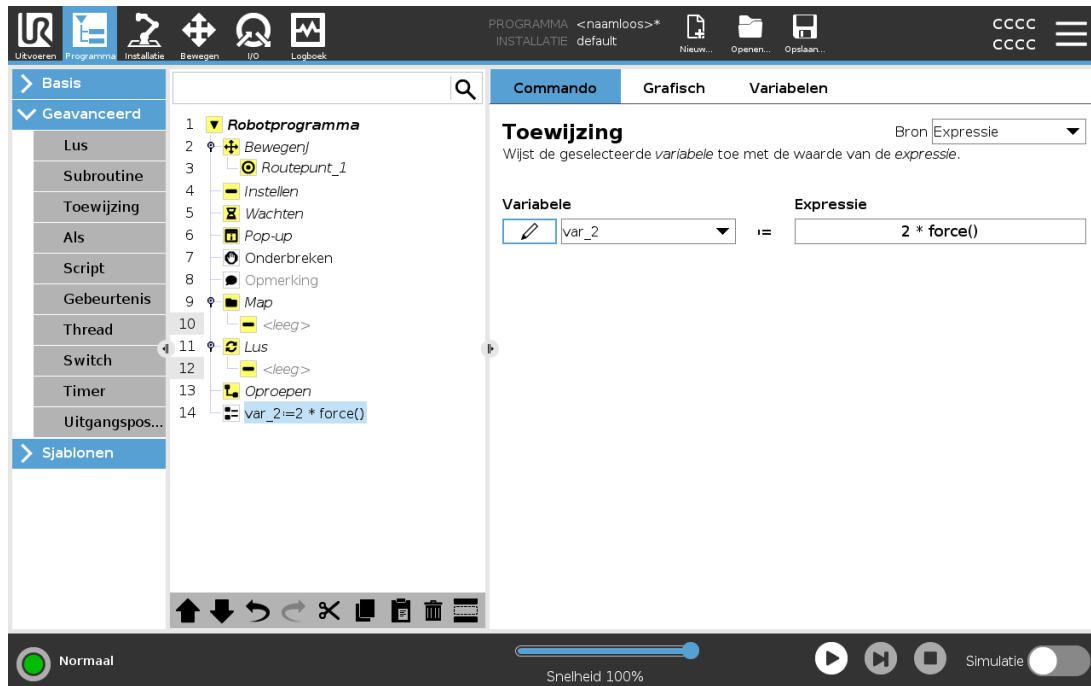 PROGRAMMA <naamloos>*
INSTALLATIE default
Uitvoeren Programma Installatie Bewegen I/O Logboek
Nieuw... Openen... Opslaan...
CCCC
CCCC
Basis
Geavanceerd
Lus
Subroutine
Toewijzing
Als
Script
Gebeurtenis
Thread
Switch
Timer
Uitgangspos...
Sjablonen
1 Robotprogramma
2 BewegenJ
3 Routepunt_1
4 Instellen
5 Wachten
6 Pop-up
7 Onderbreken
8 Opmerking
9 Map
10 <leeg>
11 Lus
12 <leeg>
13 Oproepen
14 var_2:=2 * force()
Commando Grafisch Variabelen
Toewijzing
Bron Expressie
Wijst de geselecteerde variabele toe met de waarde van de expressie.
Variabele Expressie
var_2 := 2 * force()
Normaal
Snelheid 100%
Simulatie